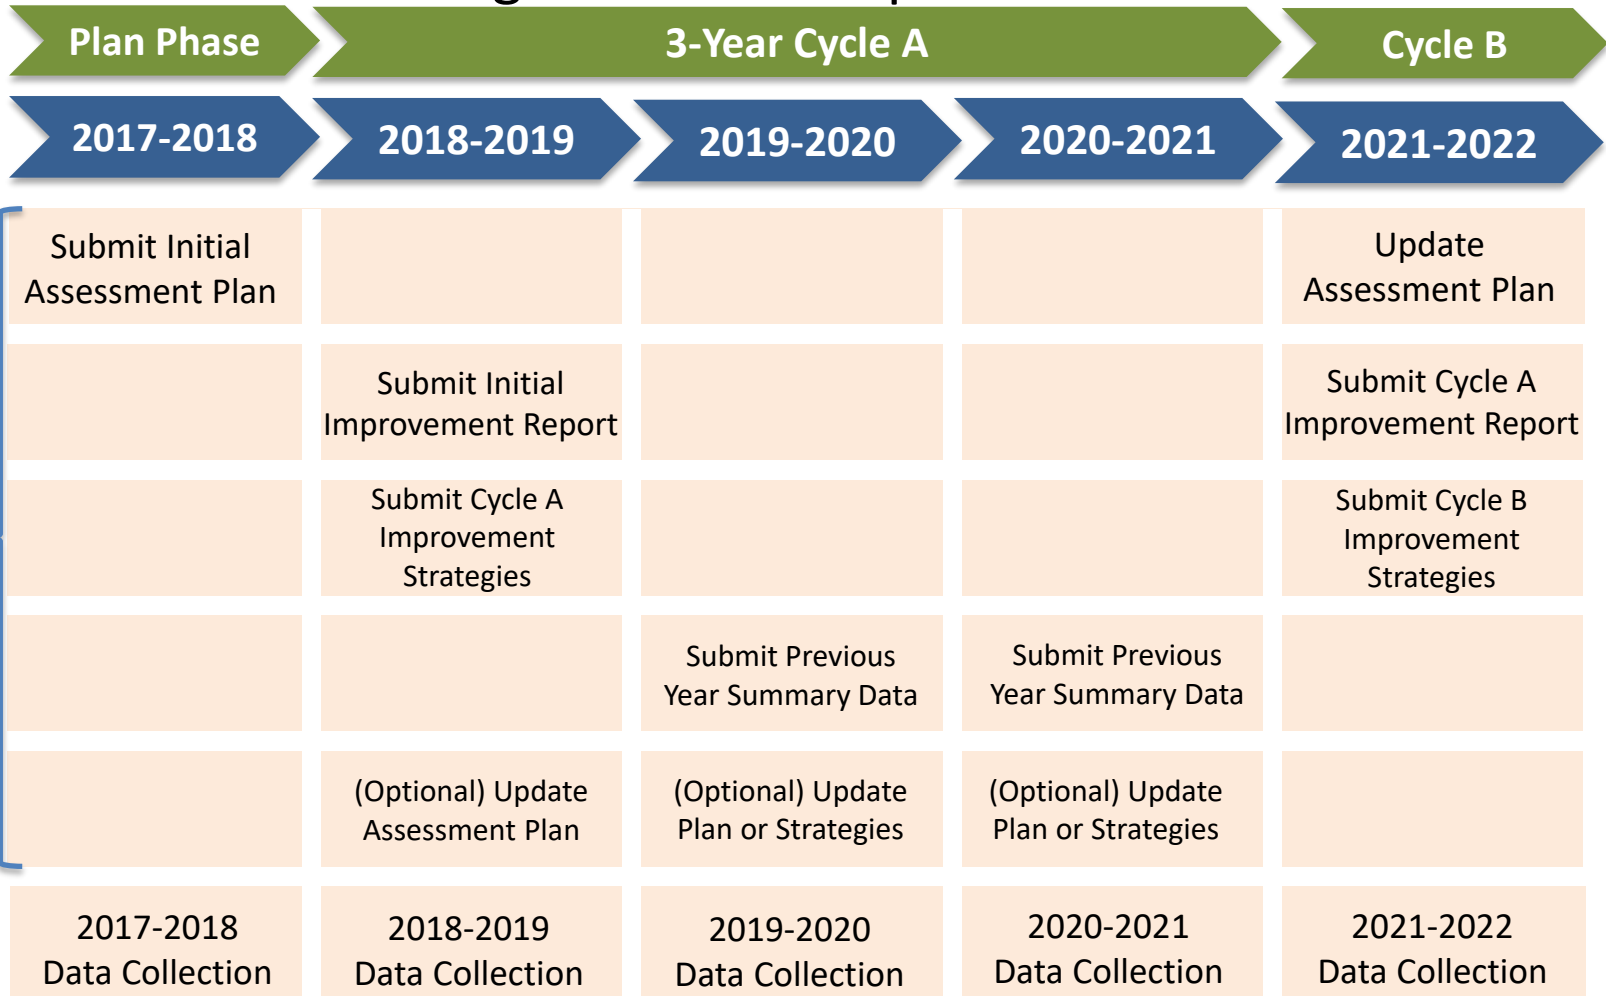 Plan Phase
3-Year Cycle A
Cycle B
2017-2018
2018-2019
2019-2020
2020-2021
2021-2022
Submit Initial
Assessment Plan
Update
Assessment Plan
Submit Initial
Improvement Report
Submit Cycle A
Improvement Report
Submit Cycle A
Improvement
Strategies
Submit Cycle B
Improvement
Strategies
Submit Previous
Year Summary Data
Submit Previous
Year Summary Data
(Optional) Update
Assessment Plan
(Optional) Update
Plan or Strategies
(Optional) Update
Plan or Strategies
2017-2018
Data Collection
2018-2019
Data Collection
2019-2020
Data Collection
2020-2021
Data Collection
2021-2022
Data Collection